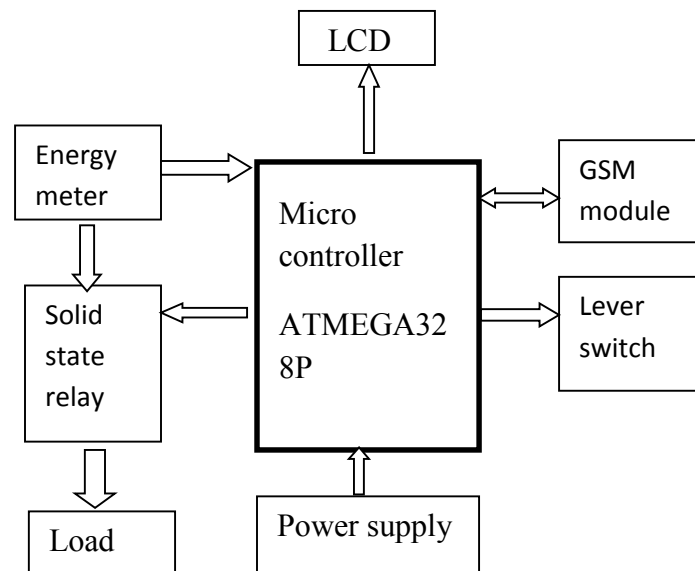 LCD
Energy
meter
Micro
controller
ATMEGA32
8P
GSM
module
Solid
state
relay
Lever
switch
Load
Power supply